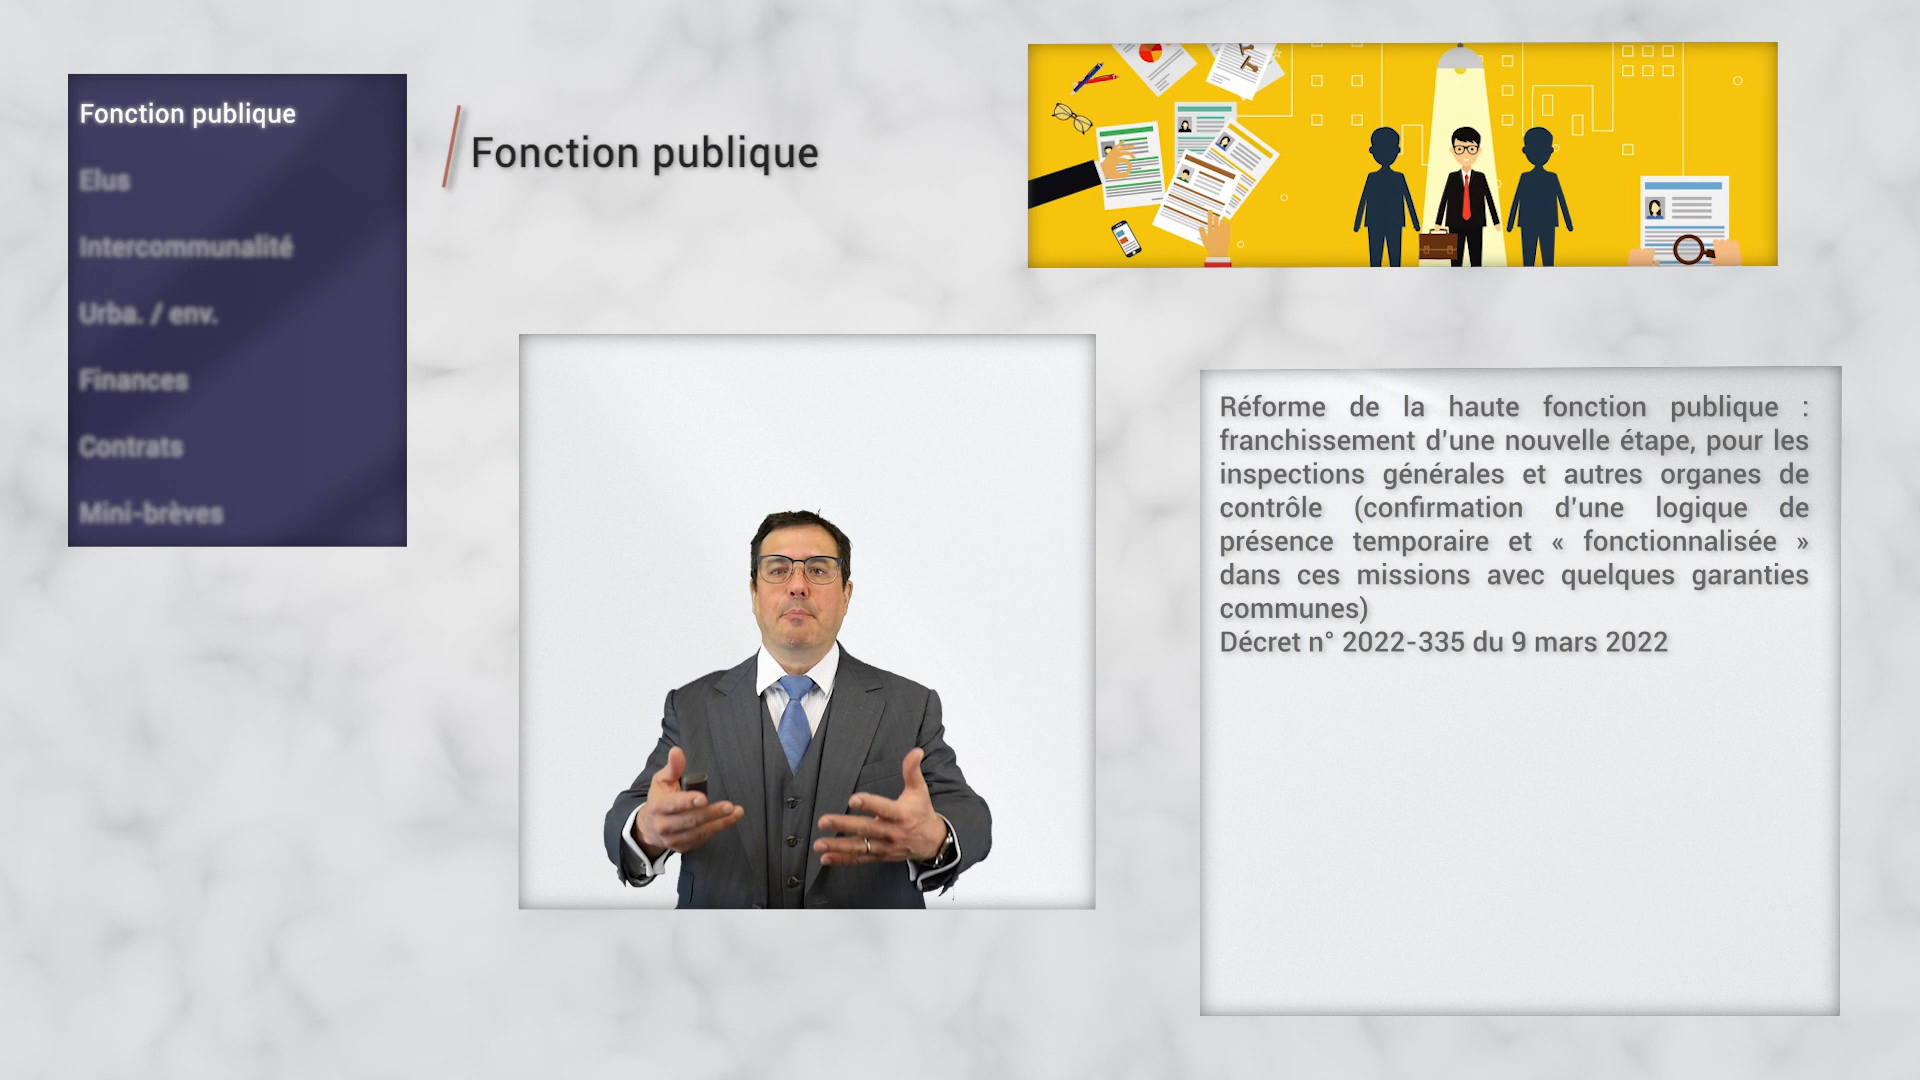 Fonction publique
Elus
Intercommunalité
Urba. / env.
Finances
Contrats
Mini-brèves
Fonction publique
Réforme de la haute fonction publique :
franchissement d'une nouvelle étape, pour les
inspections générales et autres organes de
contrôle (confirmation d'une logique de
présence temporaire et « fonctionnalisée »
dans ces missions avec quelques garanties
communes)
Décret n° 2022-335 du 9 mars 2022